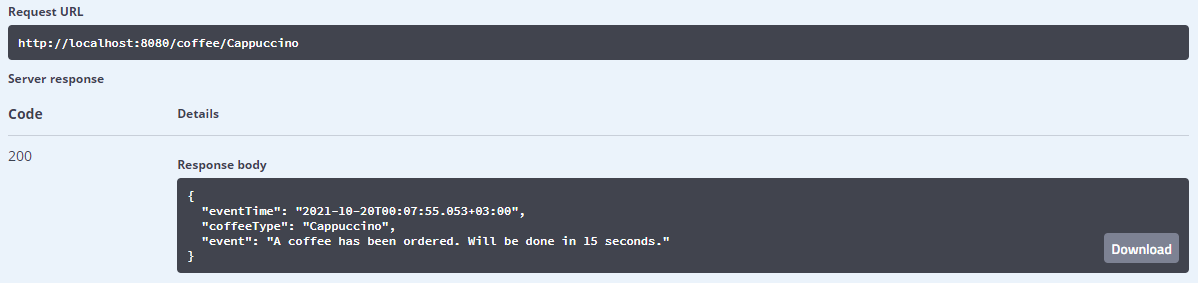 Request URL
http://localhost:8080/coffee/Cappuccino
Server response
Code Details
200
Response body
{
"eventTime": "2021-10-20T00:07:55.053+03:00",
"coffeeType": "Cappuccino",
"event": "A coffee has been ordered. Will be done in 15 seconds."
}
Download